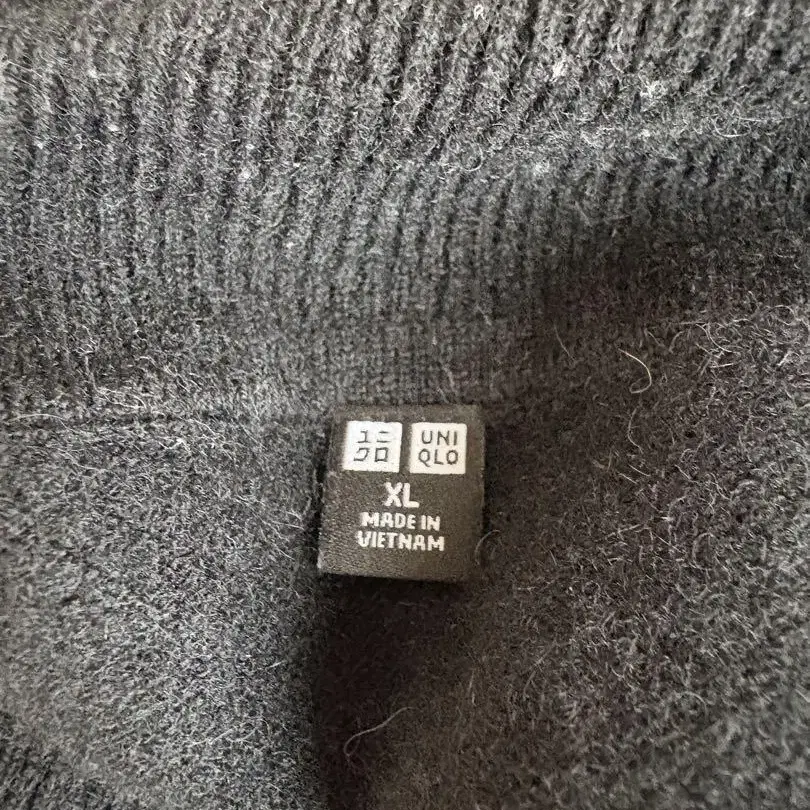 ユニ
クロ
UNI
QLO
XL
MADE IN
VIETNAM